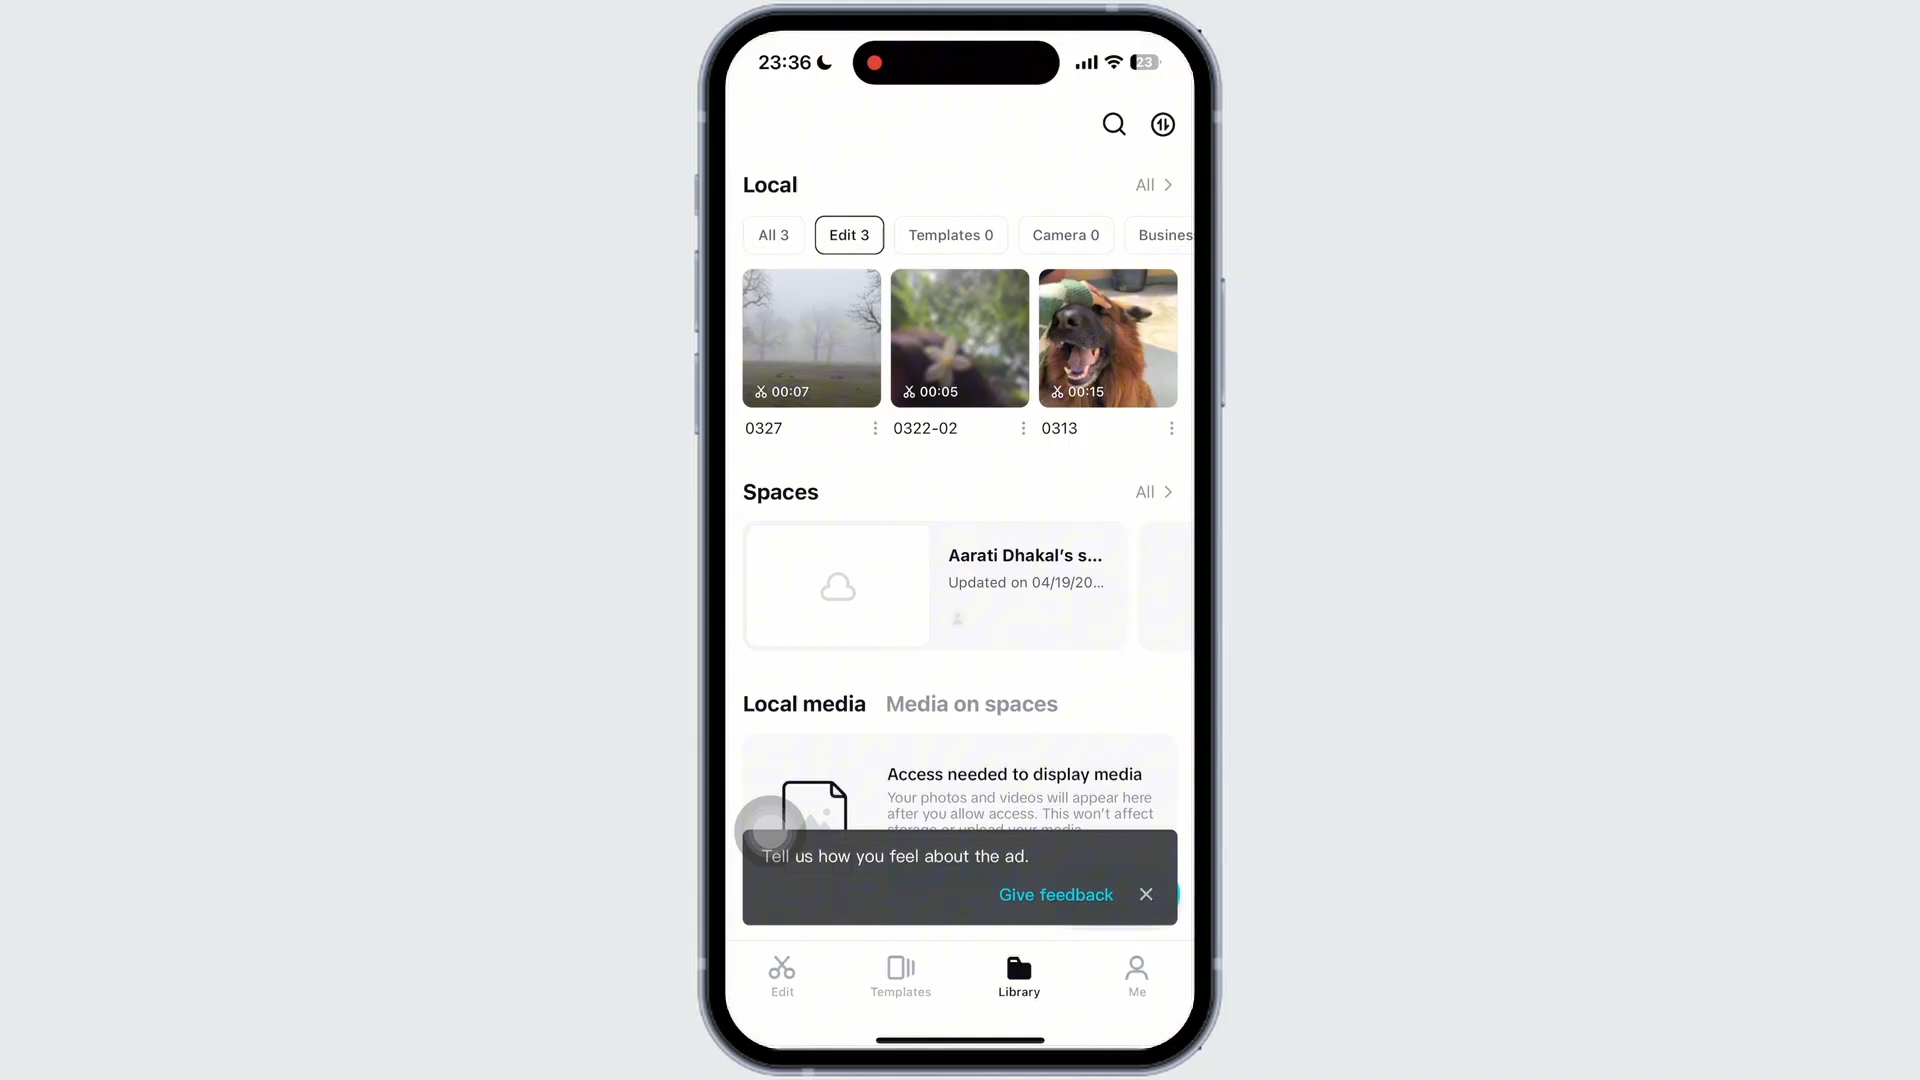 23:36
23
Local
All
All 3
Edit 3
Templates 0
Camera 0
Busines
00:07
00:05
00:15
0327
0322-02
0313
Spaces
All
Aarati Dhakal's s...
Updated on 04/19/20...
Local media
Media on spaces
Access needed to display media
Your photos and videos will appear here
after you allow access. This won't affect
storage or upload your media.
Tell us how you feel about the ad.
Give feedback
Edit
Templates
Library
Me